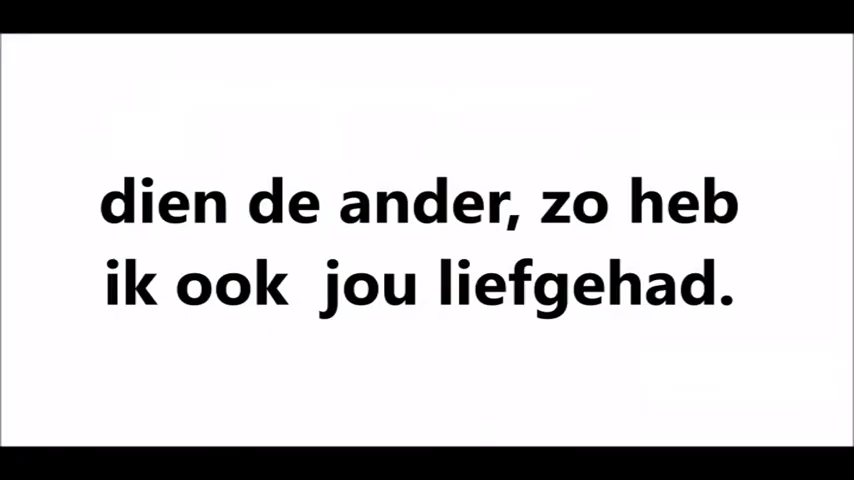 dien de ander, zo heb
ik ook  jou liefgehad.